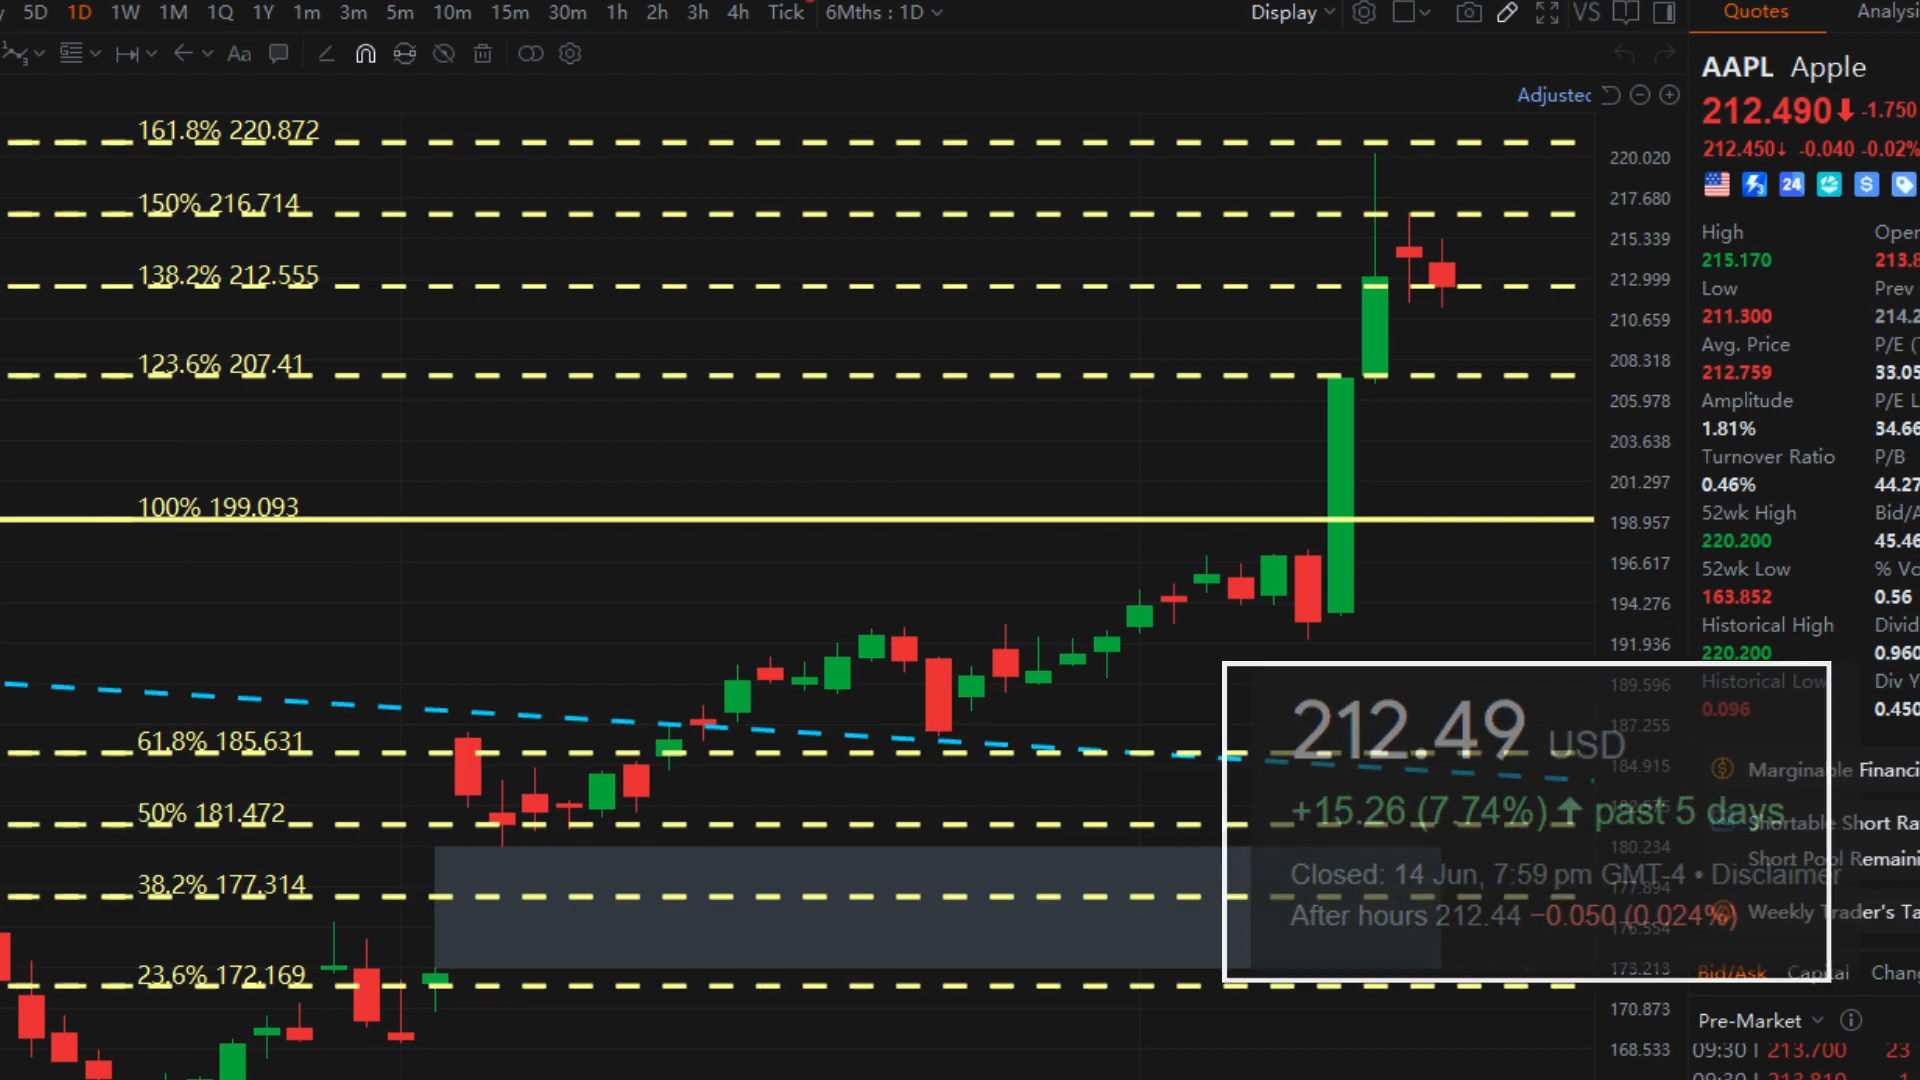 5D 1D 1W 1M 1Q 1Y 1m 3m 5m 10m 15m 30m 1h 2h 3h 4h Tick 6Mths : 1D
Display VS
Quotes Analysi
Aa
Adjusted
AAPL Apple
212.490 -1.750
212.450↓ -0.040 -0.02%
24
High Oper
215.170 213.8
Low Prev
211.300 214.2
Avg. Price P/E (
212.759 33.05
Amplitude P/E L
1.81% 34.66
Turnover Ratio P/B
0.46% 44.27
52wk High Bid/A
220.200 45.46
52wk Low % Vo
163.852 0.56
Historical High Divid
220.200 0.960
Historical Low Div Y
0.096 0.450
Marginable Financi
Shortable Short Ra
Short Pool Remaini
Weekly Trader's Ta
Bid/Ask Capital Chang
Pre-Market
09:30 213.700 23
161.8% 220.872
150% 216.714
138.2% 212.555
123.6% 207.41
100% 199.093
61.8% 185.631
50% 181.472
38.2% 177.314
23.6% 172.169
220.020
217.680
215.339
212.999
210.659
208.318
205.978
203.638
201.297
198.957
196.617
194.276
191.936
189.596
187.255
184.915
180.234
177.894
173.213
170.873
168.533
212.49 USD
+15.26 (7.74%) ↑ past 5 days
Closed: 14 Jun, 7:59 pm GMT-4 • Disclaimer
After hours 212.44 −0.050 (0.024%)